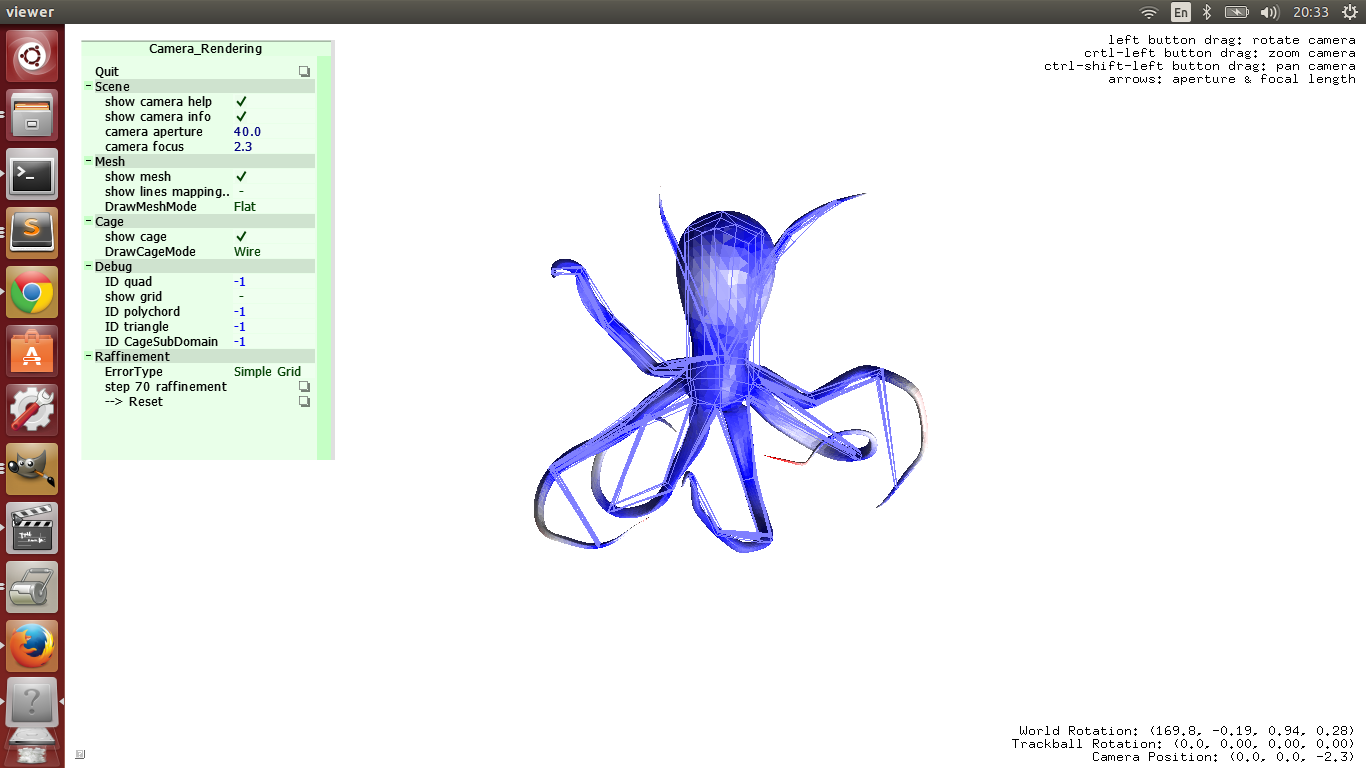 viewer
En
20:33
Camera_Rendering
Quit
Scene
show camera help
show camera info
camera aperture 40.0
camera focus 2.3
Mesh
show mesh
show lines mapping.. -
DrawMeshMode Flat
Cage
show cage
DrawCageMode Wire
Debug
ID quad -1
show grid -
ID polychord -1
ID triangle -1
ID CageSubDomain -1
Raffinement
ErrorType Simple Grid
step 70 raffinement
--> Reset
left button drag: rotate camera
crtl-left button drag: zoom camera
ctrl-shift-left button drag: pan camera
arrows: aperture & focal length
World Rotation: (169.8, -0.19, 0.94, 0.28)
Trackball Rotation: (0.0, 0.00, 0.00, 0.00)
Camera Position: (0.0, 0.0, -2.3)